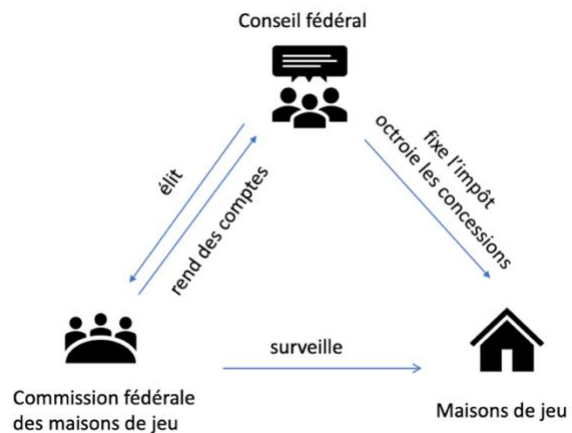 Conseil fédéral
élit
rend des comptes
fixe l'impôt
octroie les concessions
surveille
Commission fédérale
des maisons de jeu
Maisons de jeu